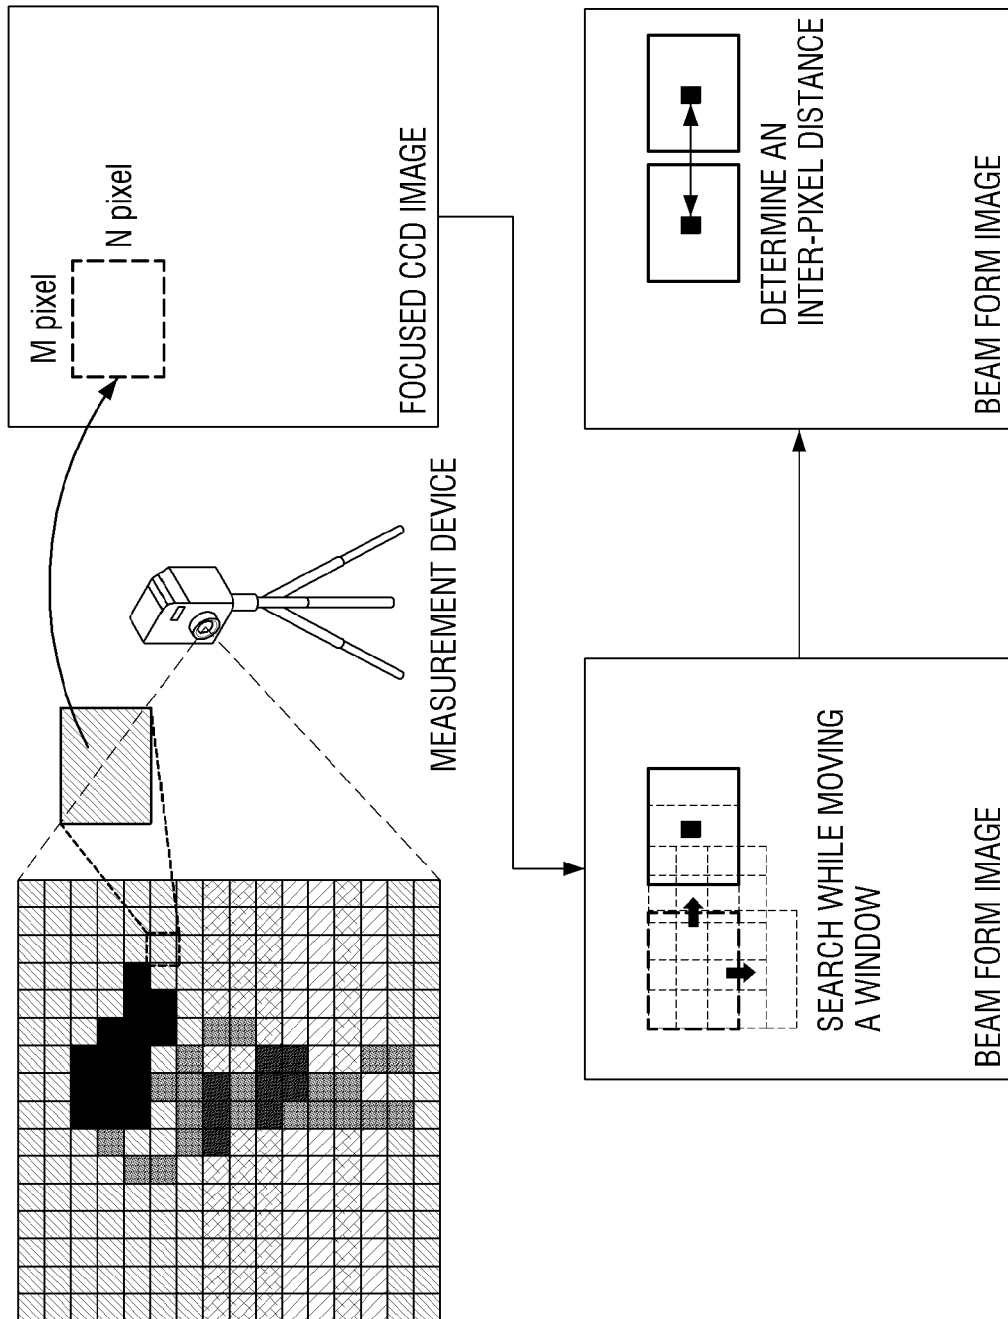 MEASUREMENT DEVICE
M pixel
N pixel
FOCUSED CCD IMAGE
SEARCH WHILE MOVING
A WINDOW
BEAM FORM IMAGE
DETERMINE AN
INTER-PIXEL DISTANCE
BEAM FORM IMAGE